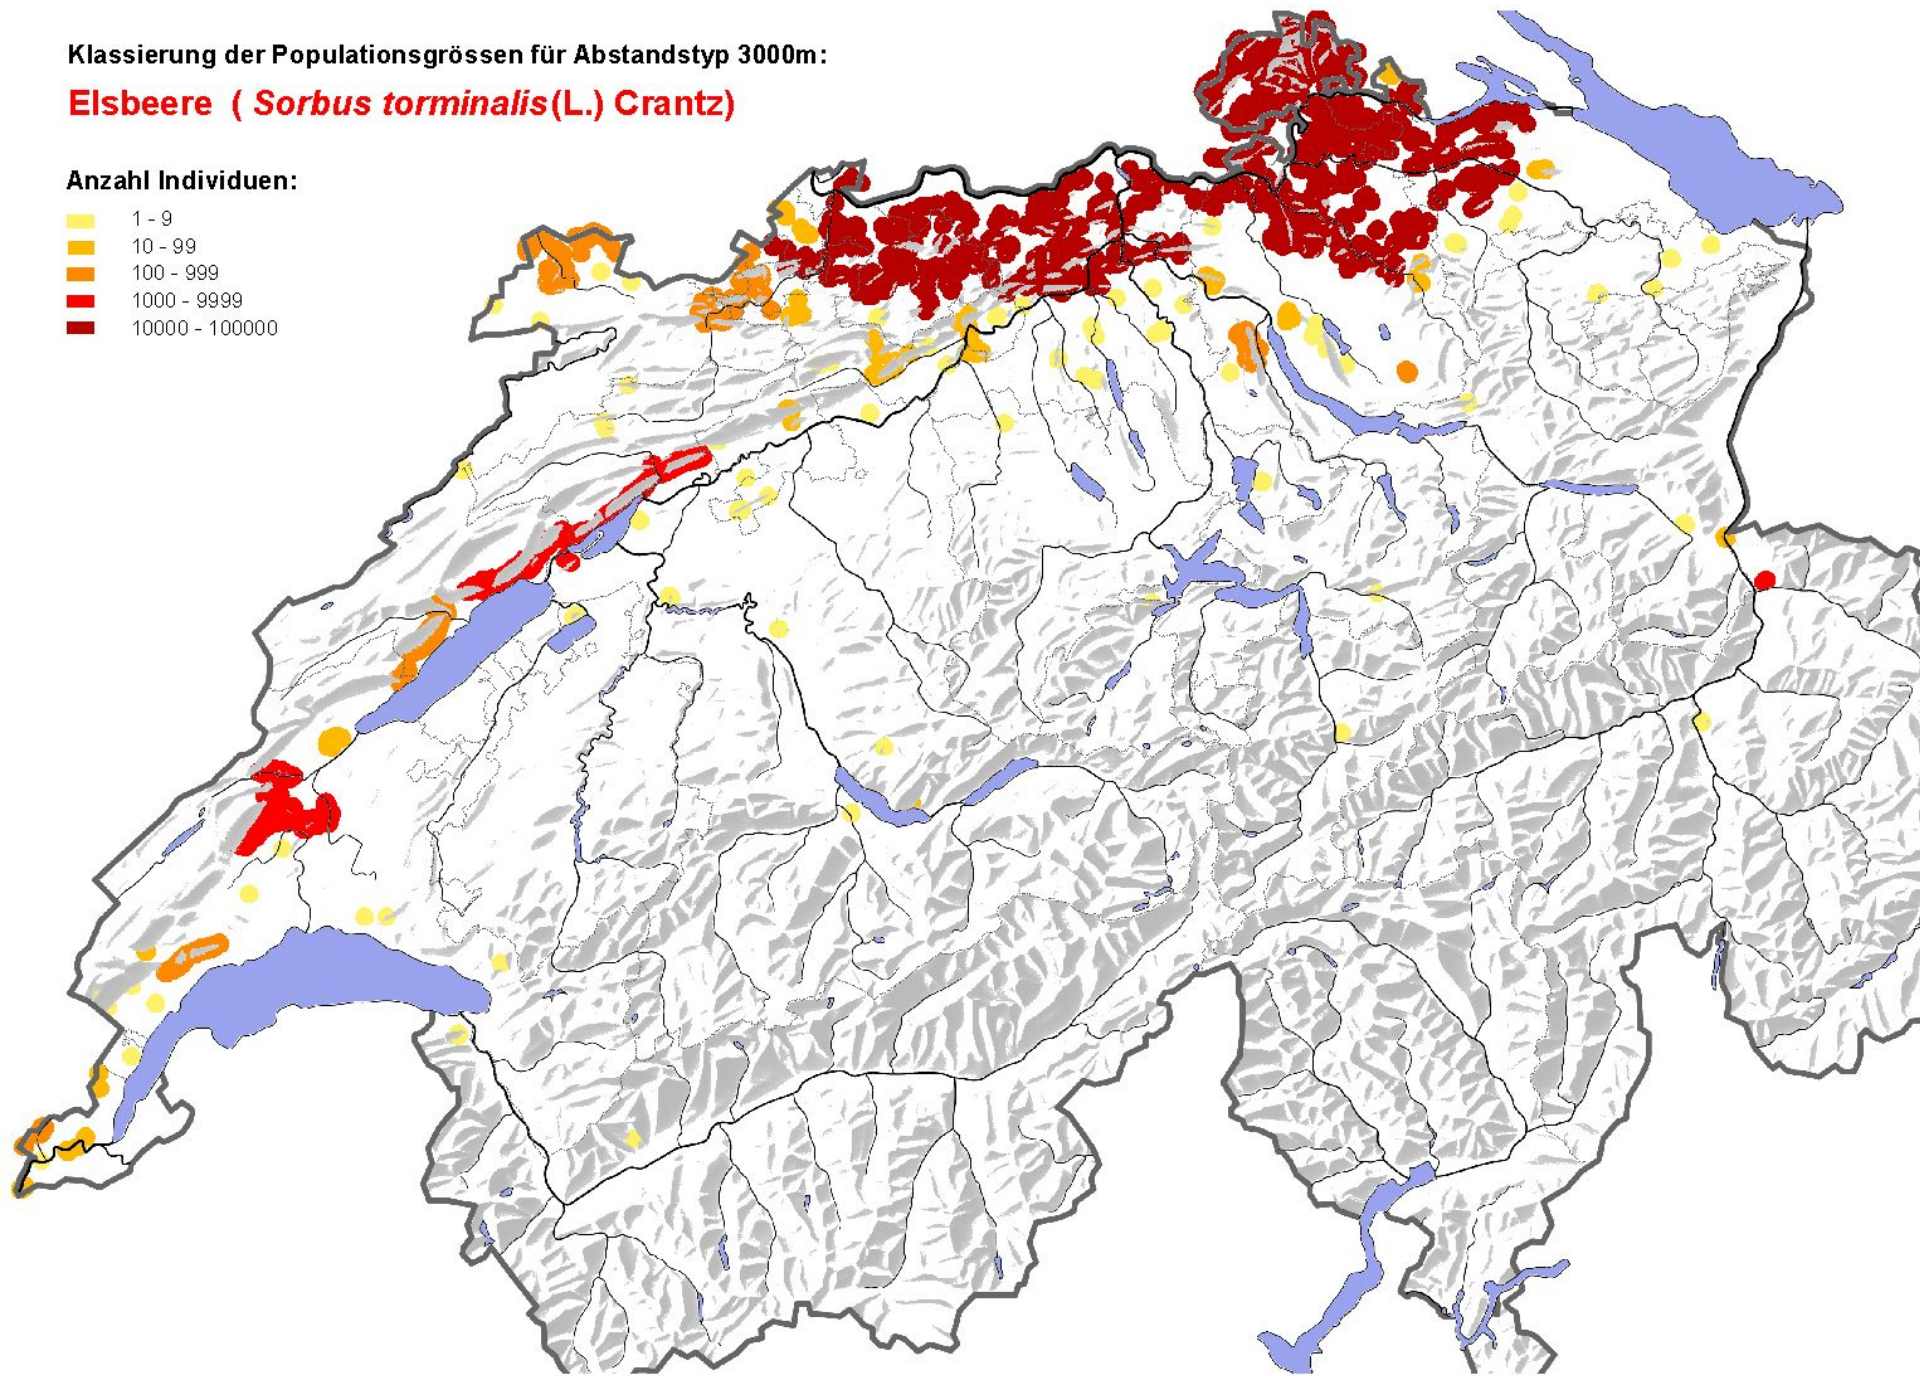 Klassierung der Populationsgrössen für Abstandstyp 3000m:
Elsbeere ( Sorbus torminalis(L.) Crantz)
Anzahl Individuen:
1 - 9
10 - 99
100 - 999
1000 - 9999
10000 - 100000